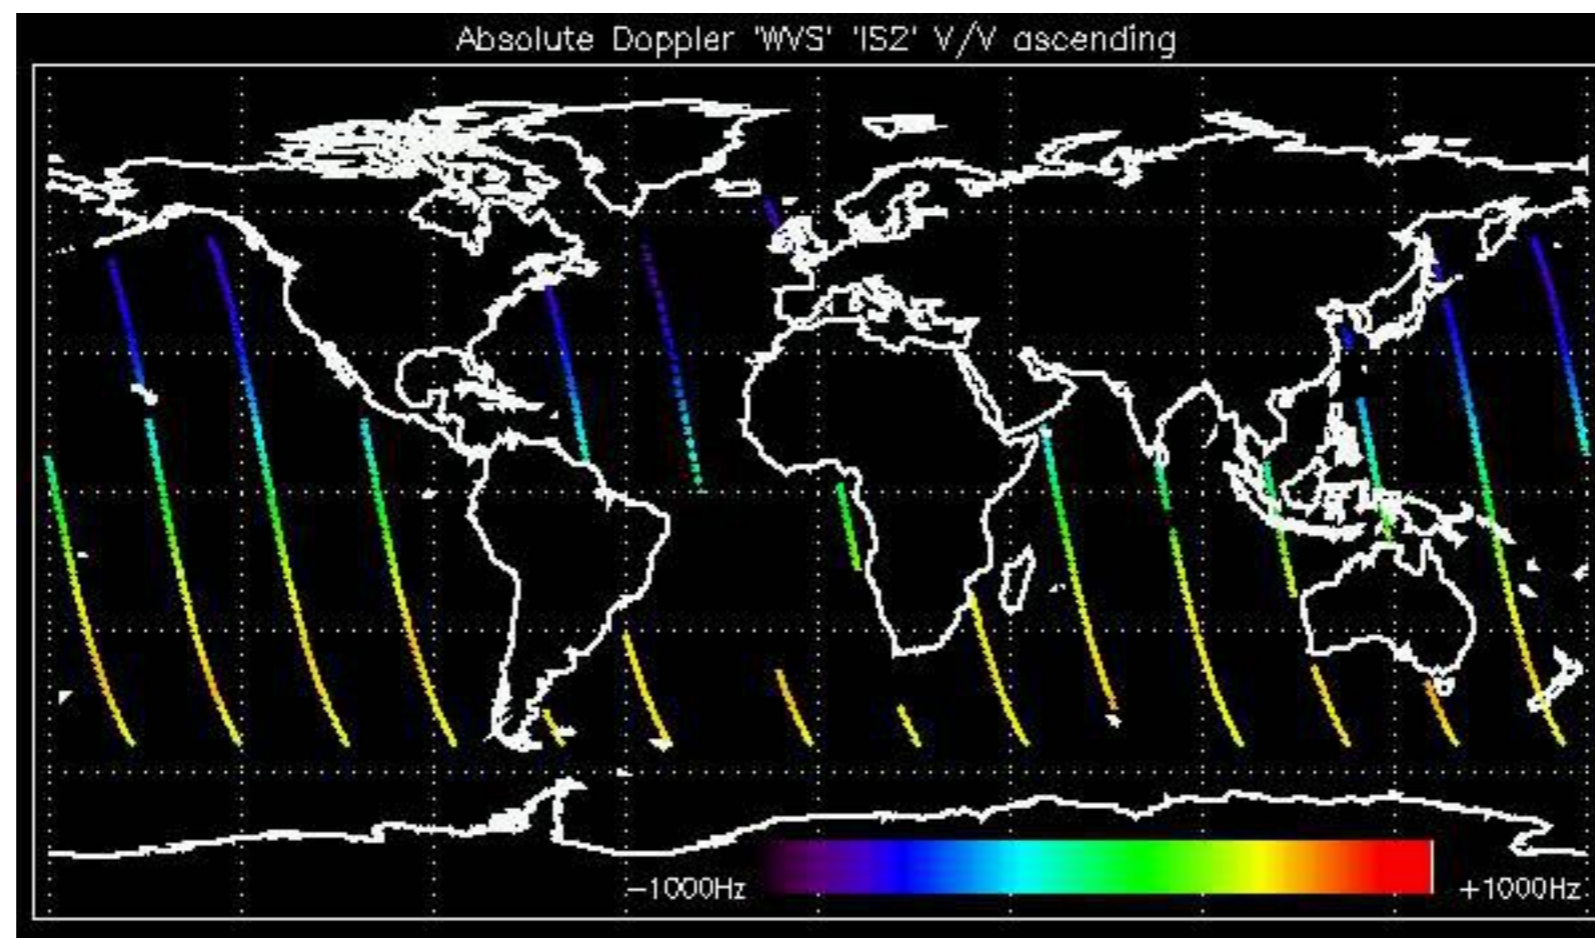 Absolute Doppler 'WVS' 'IS2' V/V ascending
−1000Hz +1000Hz